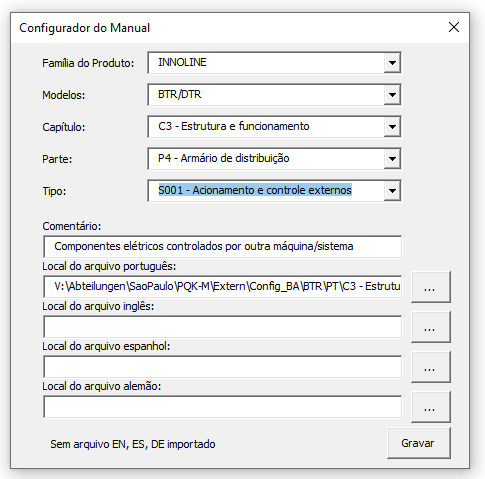 Configurador do Manual
Família do Produto: INNOLINE
Modelos: BTR/DTR
Capítulo: C3 - Estrutura e funcionamento
Parte: P4 - Armário de distribuição
Tipo: S001 - Acionamento e controle externos
Comentário:
Componentes elétricos controlados por outra máquina/sistema
Local do arquivo português:
V:\Abteilungen\SaoPaulo\PQK-M\Extern\Config_BA\BTR\PT\C3 - Estrutu ...
Local do arquivo inglês:
...
Local do arquivo espanhol:
...
Local do arquivo alemão:
...
Sem arquivo EN, ES, DE importado
Gravar